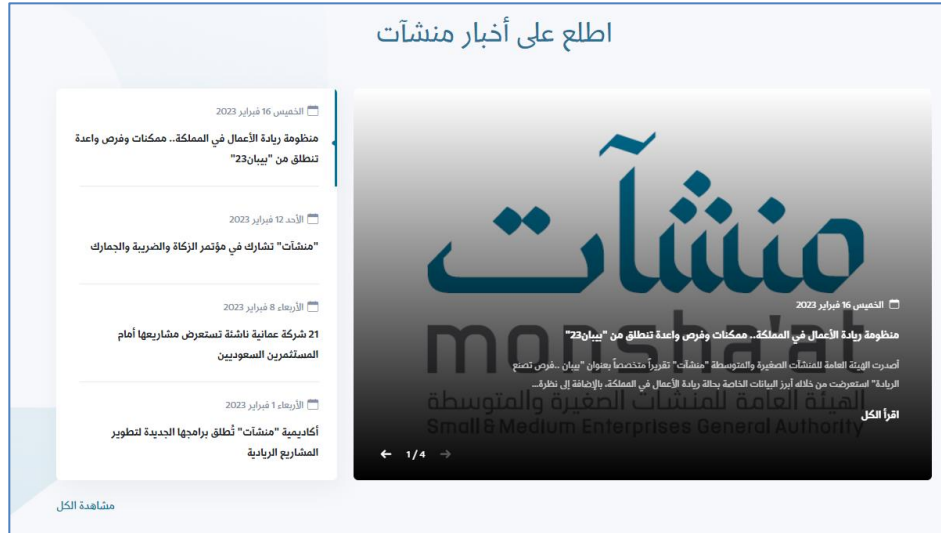 اطلع على أخبار منشآت
منشآت
monsha'at
الهيئة العامة للمنشآت الصغيرة والمتوسطة
Small & Medium Enterprises General Authority
الخميس 16 فبراير 2023
منظومة ريادة الأعمال في المملكة.. ممكنات وفرص واعدة تنطلق من "بيبان23"
أصدرت الهيئة العامة للمنشآت الصغيرة والمتوسطة "منشآت" تقريراً متخصصاً بعنوان "بيبان ..فرص تصنع
الريادة" استعرضت من خلاله أبرز البيانات الخاصة بحالة ريادة الأعمال في المملكة، بالإضافة إلى نظرة...
اقرأ الكل
← 1/4 →
الخميس 16 فبراير 2023
منظومة ريادة الأعمال في المملكة.. ممكنات وفرص واعدة
تنطلق من "بيبان23"
الأحد 12 فبراير 2023
"منشآت" تشارك في مؤتمر الزكاة والضريبة والجمارك
الأربعاء 8 فبراير 2023
21 شركة عمانية ناشئة تستعرض مشاريعها أمام
المستثمرين السعوديين
الأربعاء 1 فبراير 2023
أكاديمية "منشآت" تُطلق برامجها الجديدة لتطوير
المشاريع الريادية
مشاهدة الكل